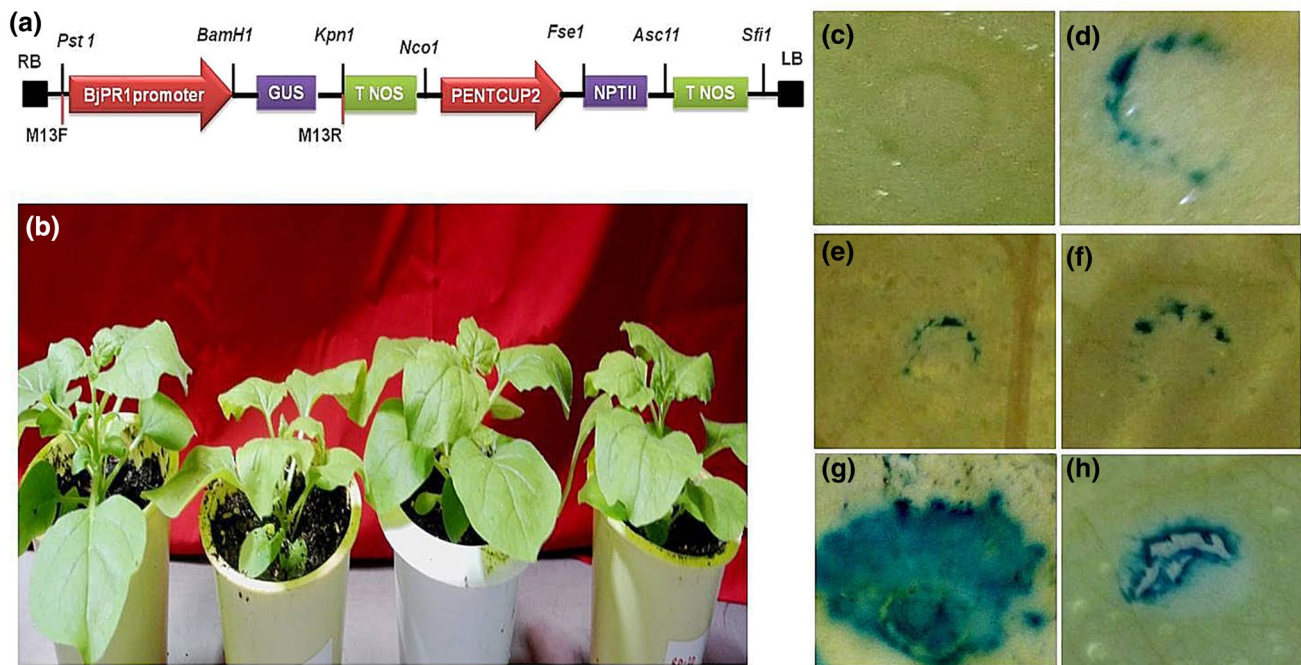 (a)
Pst 1 BamH1 Kpn1 Nco1 Fse1 Asc11 Sfi1
RB LB
BjPR1promoter GUS T NOS PENTCUP2 NPTII T NOS
M13F M13R
(b)
(c) (d)
(e) (f)
(g) (h)